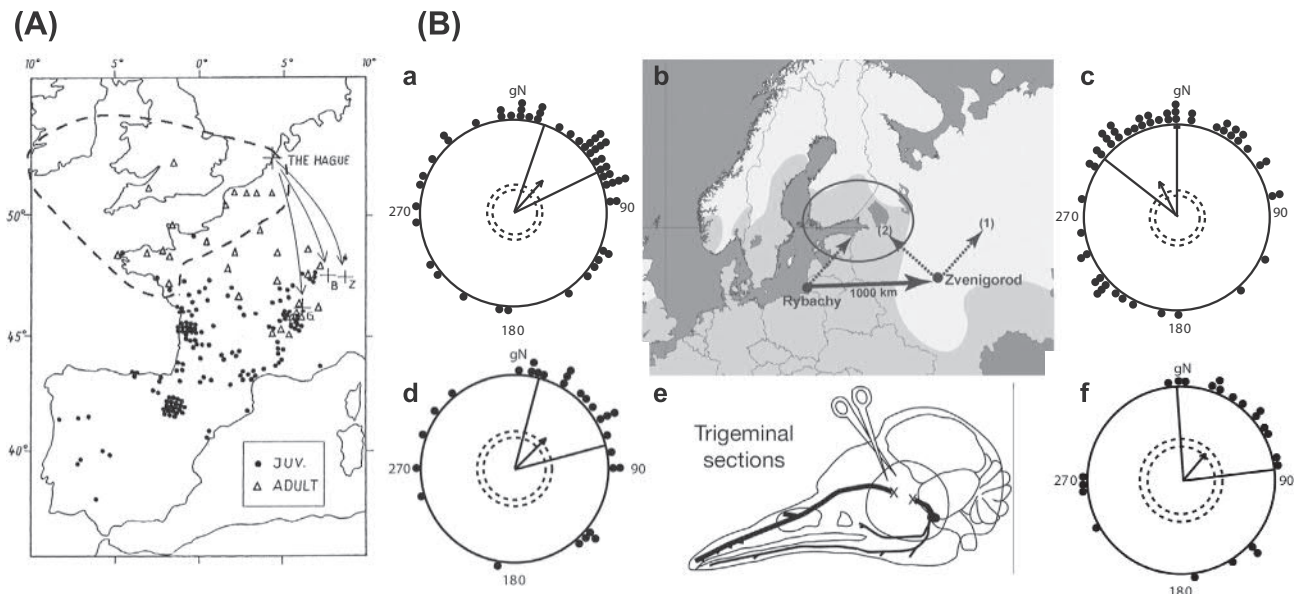 (A)
(B)
10° 5° 0° 5° 10°
THE HAGUE
50°
45°
40°
B Z
G
JUV.
ADULT
a
gN
270
90
180
b
Rybachy
1000 km
Zvenigorod
(1)
(2)
c
gN
270
90
180
d
gN
270
90
180
e
Trigeminal
sections
f
gN
270
90
180